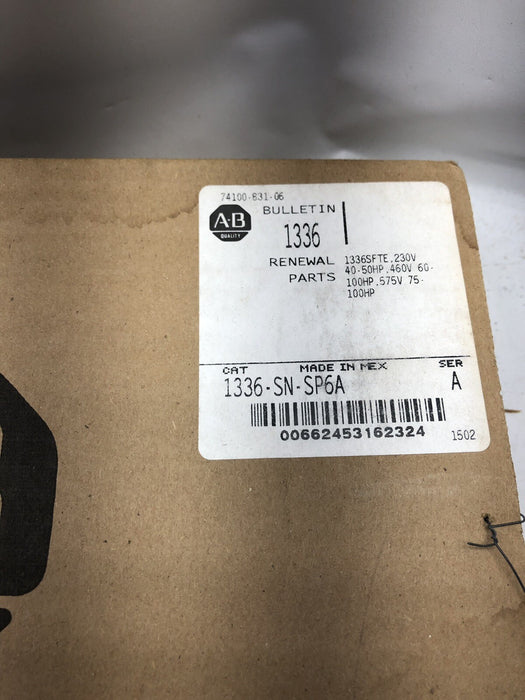 74100-831-06
A-B
QUALITY
BULLETIN
1336
RENEWAL
PARTS
1336SFTE,230V
40-50HP,460V 60-
100HP,575V 75-
100HP
CAT MADE IN MEX SER
1336-SN-SP6A A
00662453162324
1502